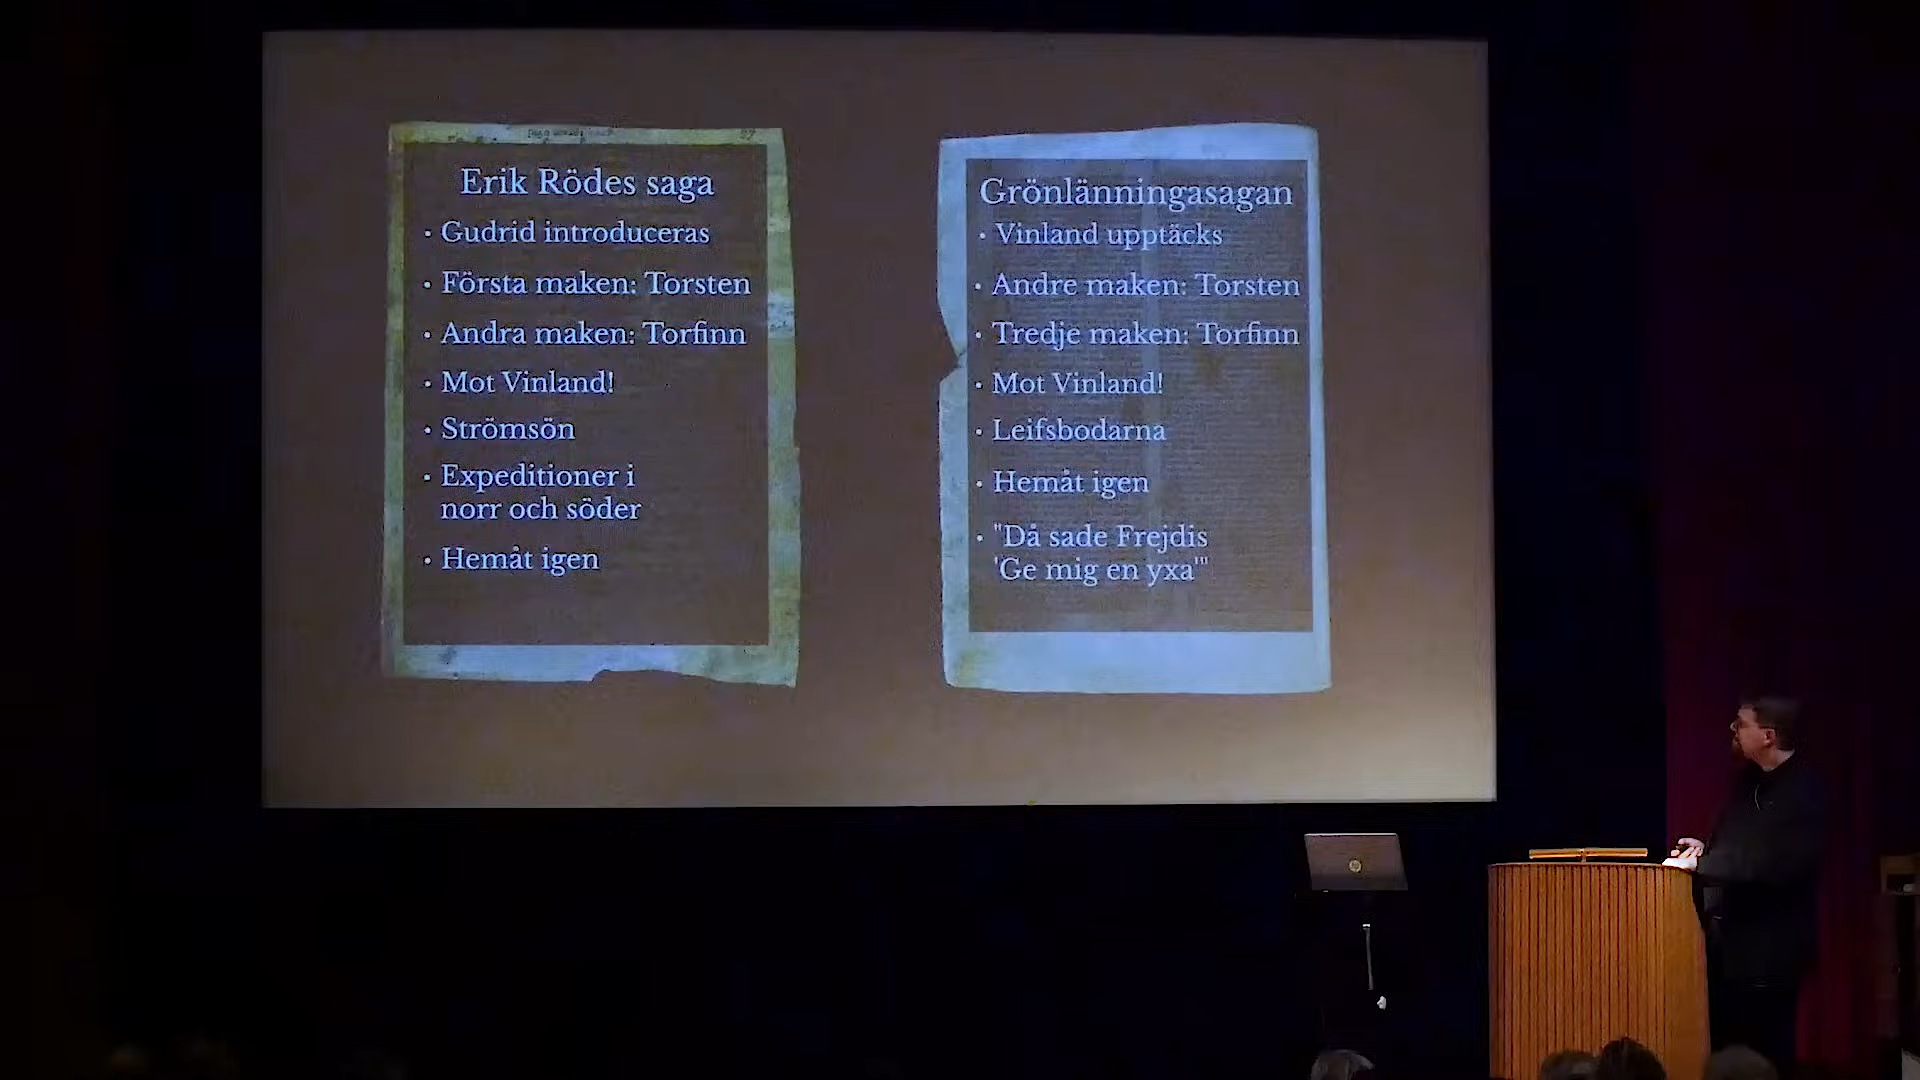 Erik Rödes saga
• Gudrid introduceras
• Första maken: Torsten
• Andra maken: Torfinn
• Mot Vinland!
• Strömsön
• Expeditioner i
norr och söder
• Hemåt igen
Grönlänningasagan
• Vinland upptäcks
• Andre maken: Torsten
• Tredje maken: Torfinn
• Mot Vinland!
• Leifsbodarna
• Hemåt igen
• "Då sade Frejdis
'Ge mig en yxa'"